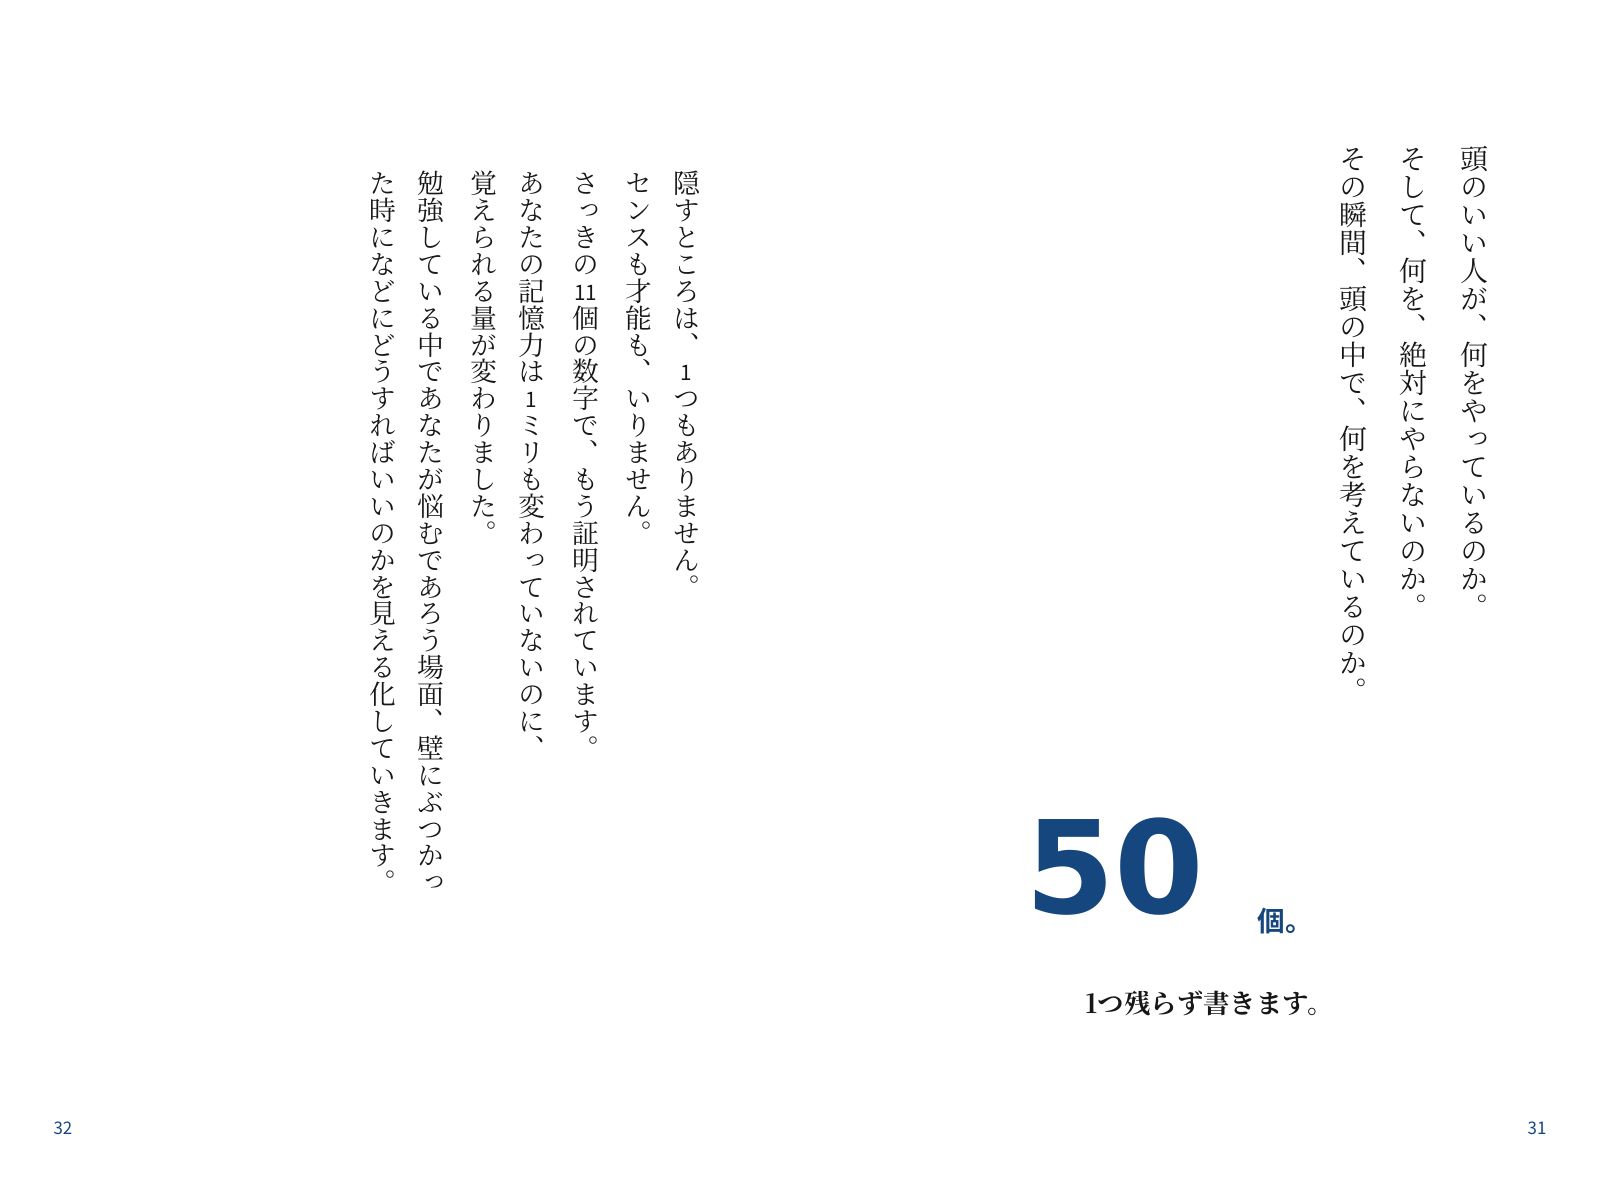 頭のいい人が、何をやっているのか。
そして、何を、絶対にやらないのか。
その瞬間、頭の中で、何を考えているのか。
50個。
1つ残らず書きます。
31
隠すところは、1つもありません。
センスも才能も、いりません。
さっきの11個の数字で、もう証明されています。
あなたの記憶力は1ミリも変わっていないのに、
覚えられる量が変わりました。
勉強している中であなたが悩むであろう場面、壁にぶつかっ
た時になどにどうすればいいのかを見える化していきます。
32